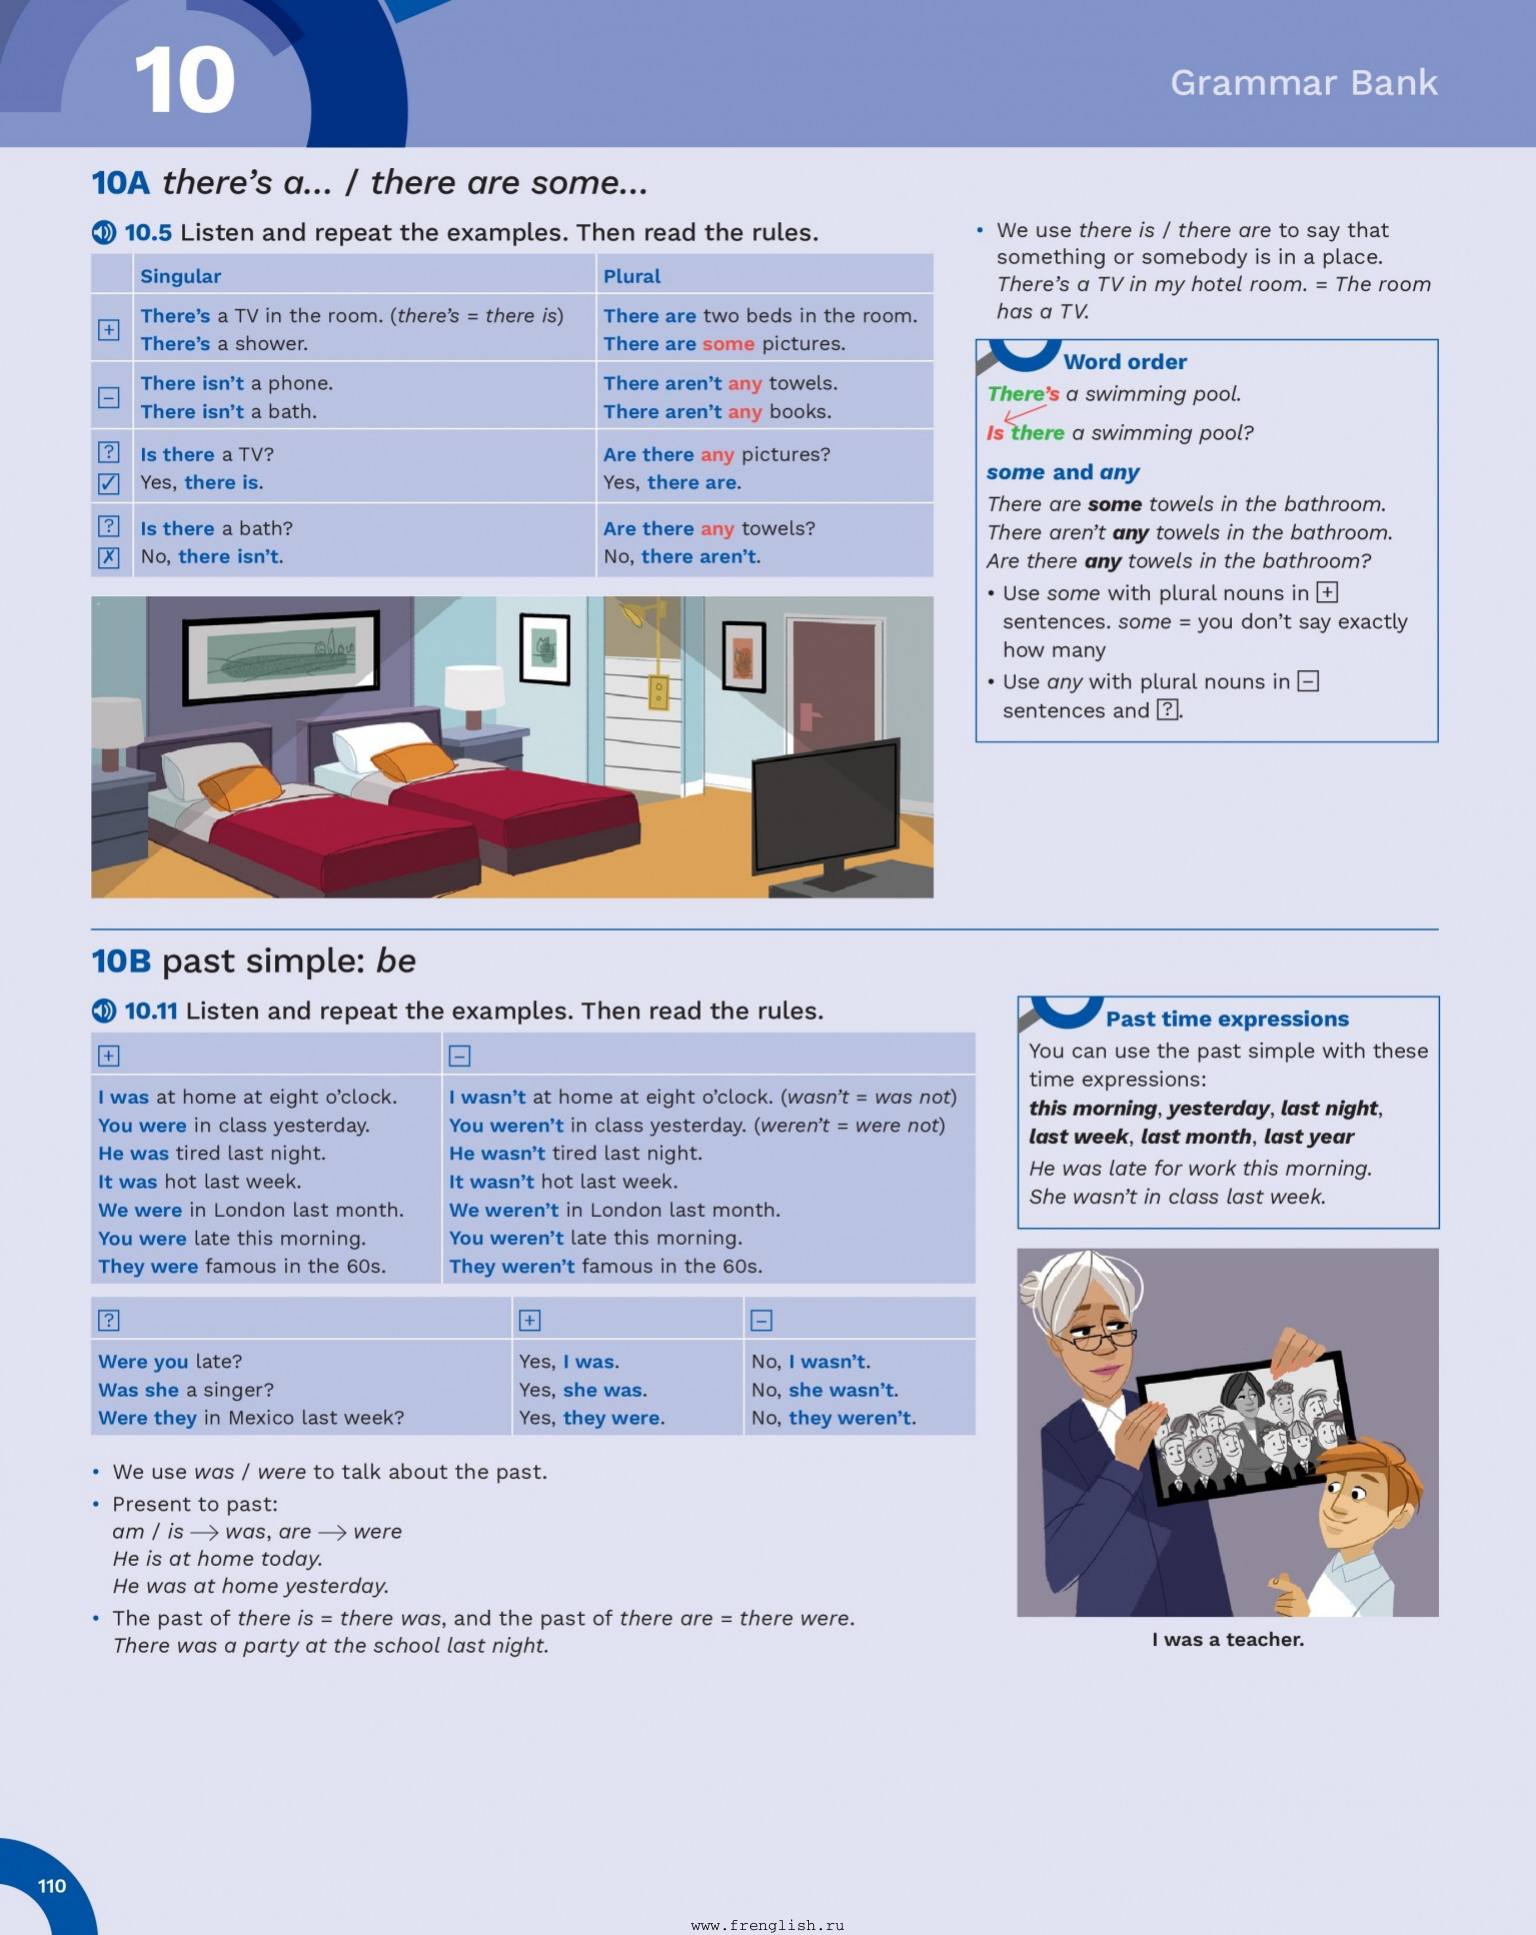 10
Grammar Bank
10A there's a... / there are some...
10.5 Listen and repeat the examples. Then read the rules.
Singular
Plural
+
There's a TV in the room. (there's = there is)
There's a shower.
There are two beds in the room.
There are some pictures.
−
There isn't a phone.
There isn't a bath.
There aren't any towels.
There aren't any books.
?
✓
Is there a TV?
Yes, there is.
Are there any pictures?
Yes, there are.
?
✗
Is there a bath?
No, there isn't.
Are there any towels?
No, there aren't.
• We use there is / there are to say that
something or somebody is in a place.
There's a TV in my hotel room. = The room
has a TV.
Word order
There's a swimming pool.
Is there a swimming pool?
some and any
There are some towels in the bathroom.
There aren't any towels in the bathroom.
Are there any towels in the bathroom?
• Use some with plural nouns in +
sentences. some = you don't say exactly
how many
• Use any with plural nouns in −
sentences and ?.
10B past simple: be
10.11 Listen and repeat the examples. Then read the rules.
+
−
I was at home at eight o'clock.
You were in class yesterday.
He was tired last night.
It was hot last week.
We were in London last month.
You were late this morning.
They were famous in the 60s.
I wasn't at home at eight o'clock. (wasn't = was not)
You weren't in class yesterday. (weren't = were not)
He wasn't tired last night.
It wasn't hot last week.
We weren't in London last month.
You weren't late this morning.
They weren't famous in the 60s.
?
+
−
Were you late?
Was she a singer?
Were they in Mexico last week?
Yes, I was.
Yes, she was.
Yes, they were.
No, I wasn't.
No, she wasn't.
No, they weren't.
• We use was / were to talk about the past.
• Present to past:
am / is → was, are → were
He is at home today.
He was at home yesterday.
• The past of there is = there was, and the past of there are = there were.
There was a party at the school last night.
Past time expressions
You can use the past simple with these
time expressions:
this morning, yesterday, last night,
last week, last month, last year
He was late for work this morning.
She wasn't in class last week.
I was a teacher.
110
www.frenglish.ru